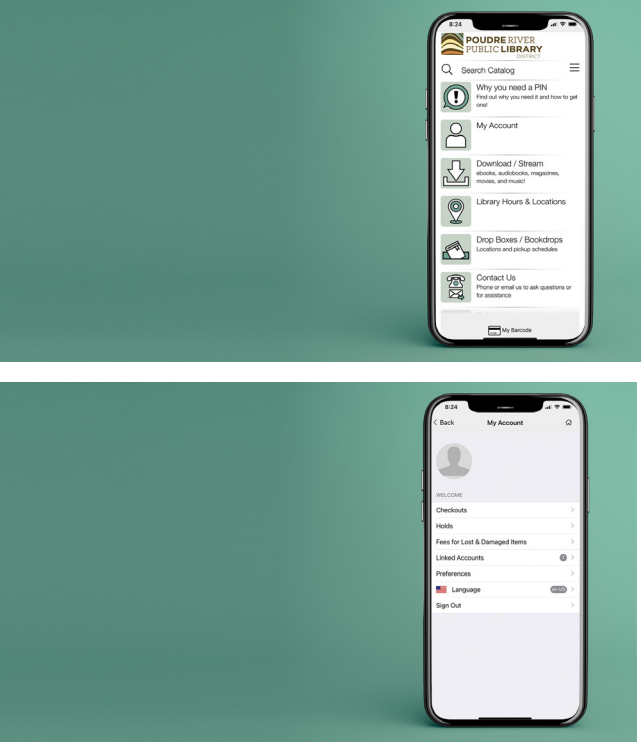 8:24
POUDRE RIVER
PUBLIC LIBRARY
DISTRICT
Search Catalog
Why you need a PIN
Find out why you need it and how to get
one!
My Account
Download / Stream
ebooks, audiobooks, magazines,
movies, and music!
Library Hours & Locations
Drop Boxes / Bookdrops
Locations and pickup schedules
Contact Us
Phone or email us to ask questions or
for assistance
My Barcode
8:24
Back My Account
WELCOME
Checkouts
Holds
Fees for Lost & Damaged Items
Linked Accounts 1
Preferences
Language en-US
Sign Out